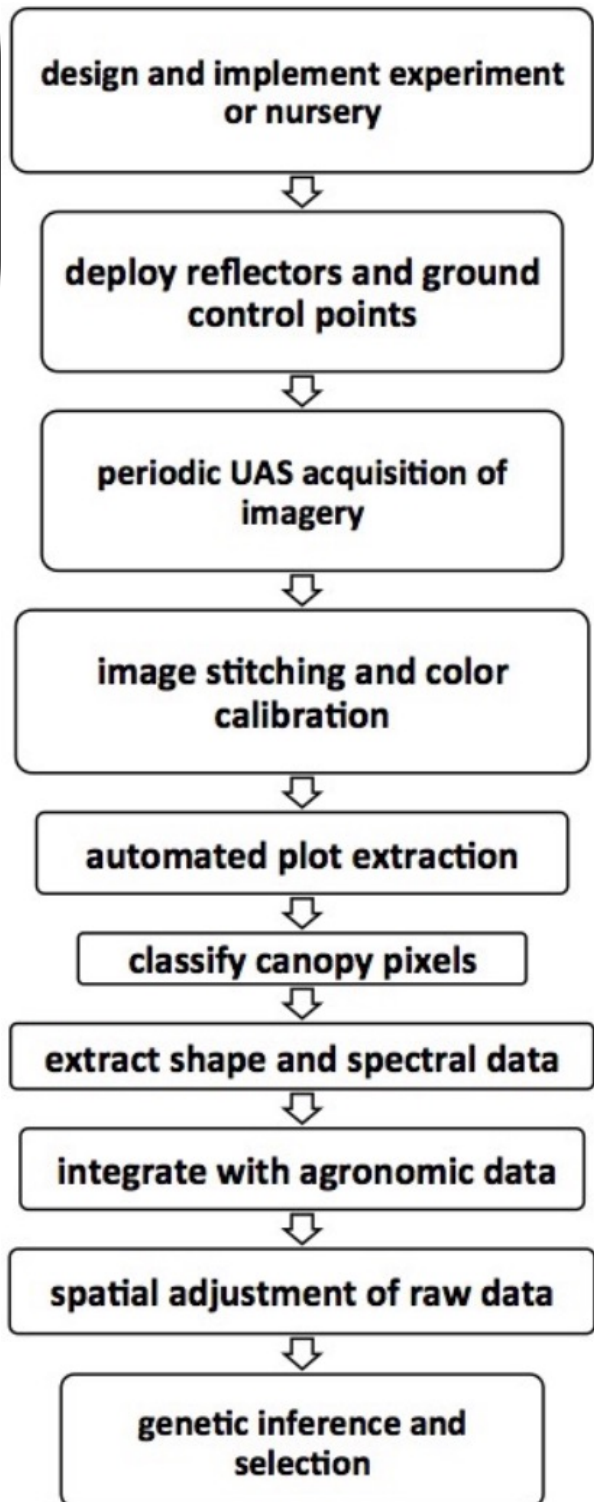 design and implement experiment
or nursery
deploy reflectors and ground
control points
periodic UAS acquisition of
imagery
image stitching and color
calibration
automated plot extraction
classify canopy pixels
extract shape and spectral data
integrate with agronomic data
spatial adjustment of raw data
genetic inference and
selection